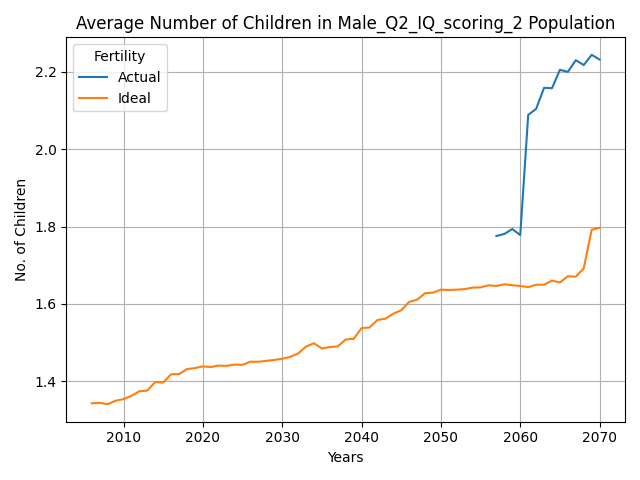 Average Number of Children in Male_Q2_IQ_scoring_2 Population
Fertility
Actual
Ideal
No. of Children
2.2
2.0
1.8
1.6
1.4
2010 2020 2030 2040 2050 2060 2070
Years